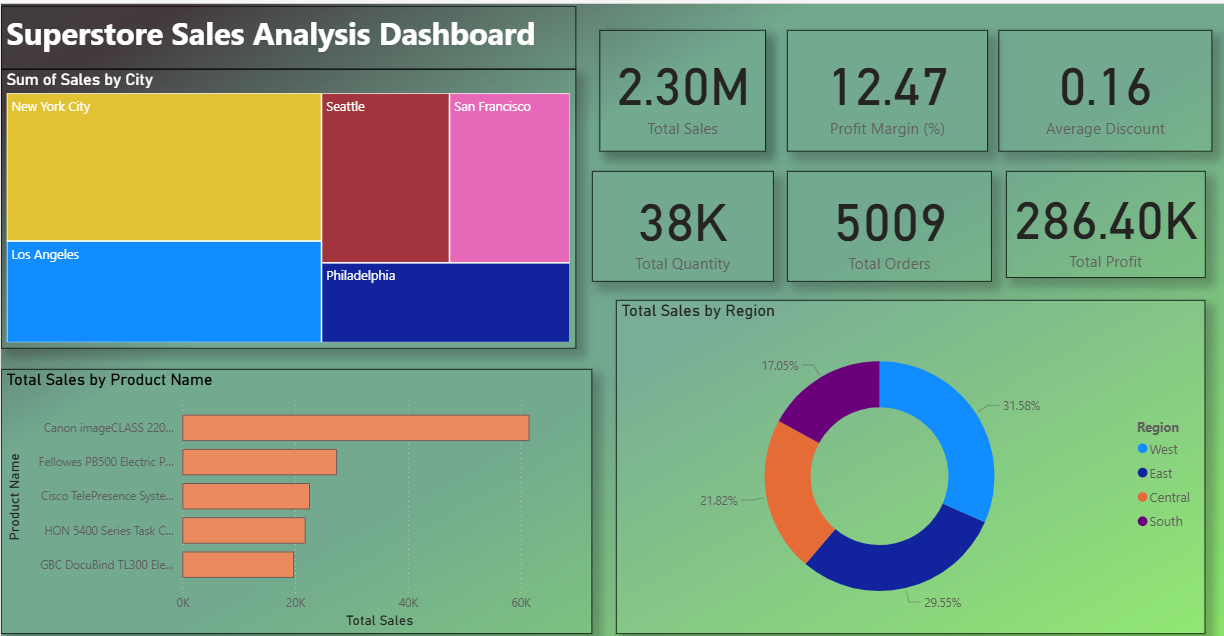 Superstore Sales Analysis Dashboard
Sum of Sales by City
New York City
Seattle
San Francisco
Los Angeles
Philadelphia
2.30M
Total Sales
12.47
Profit Margin (%)
0.16
Average Discount
38K
Total Quantity
5009
Total Orders
286.40K
Total Profit
Total Sales by Product Name
Product Name
Canon imageCLASS 220...
Fellowes PB500 Electric P...
Cisco TelePresence Syste...
HON 5400 Series Task C...
GBC DocuBind TL300 Ele...
0K 20K 40K 60K
Total Sales
Total Sales by Region
17.05%
31.58%
21.82%
29.55%
Region
West
East
Central
South